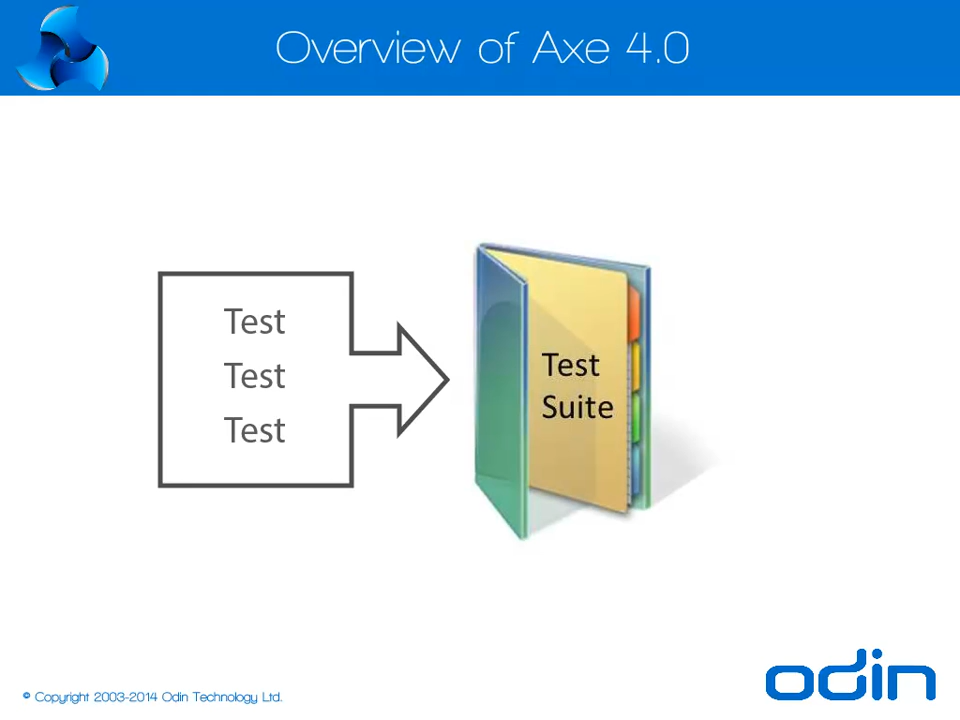 Overview of Axe 4.0
Test
Test
Test
Test
Suite
© Copyright 2003-2014 Odin Technology Ltd.
odin